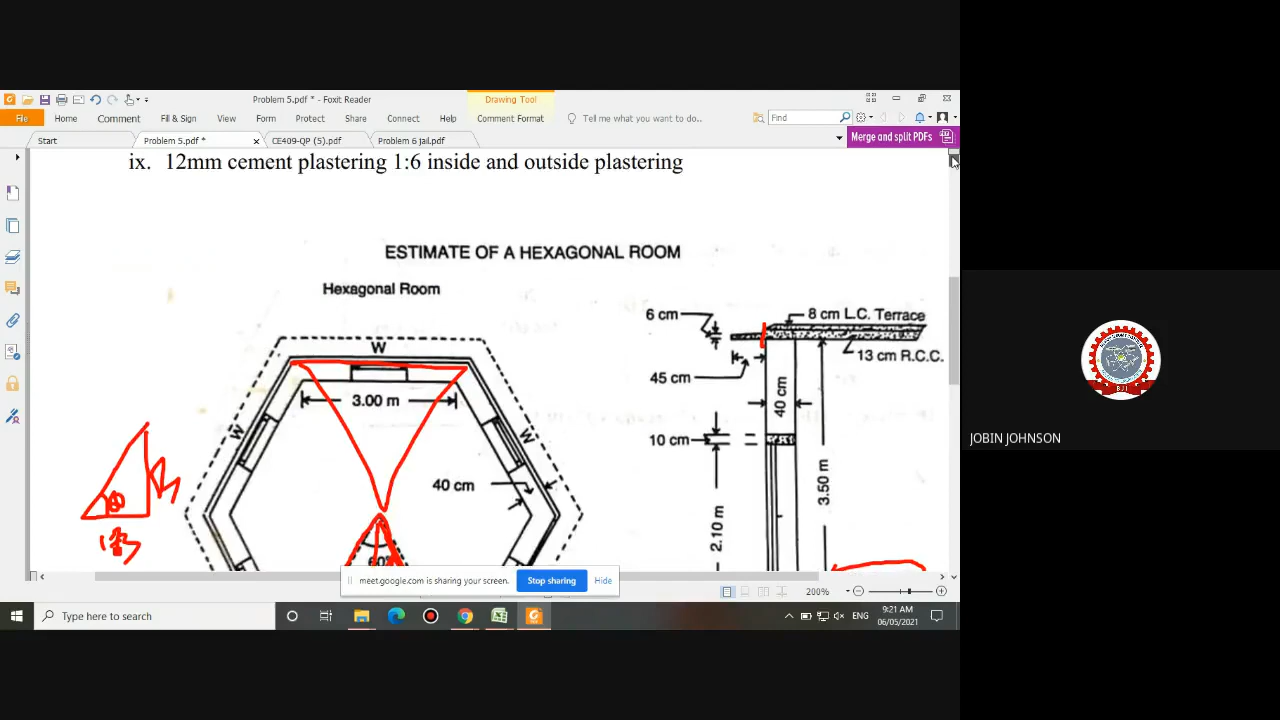 Problem 5.pdf * - Foxit Reader
Drawing Tool
File
Home
Comment
Fill & Sign
View
Form
Protect
Share
Connect
Help
Comment Format
Tell me what you want to do..
Find
Start
Problem 5.pdf *
CE409-QP (5).pdf
Problem 6 jail.pdf
Merge and split PDFs
ix. 12mm cement plastering 1:6 inside and outside plastering
ESTIMATE OF A HEXAGONAL ROOM
Hexagonal Room
W
3.00 m
W
W
40 cm
60°
6 cm
8 cm L.C. Terrace
13 cm R.C.C.
45 cm
40 cm
10 cm
3.50 m
2.10 m
meet.google.com is sharing your screen.
Stop sharing
Hide
200%
Type here to search
ENG
9:21 AM
06/05/2021
BJI
JOBIN JOHNSON